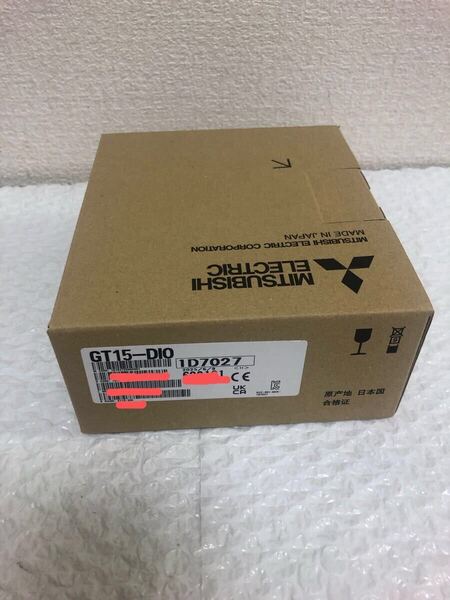 MADE IN JAPAN
MITSUBISHI ELECTRIC CORPORATION
MITSUBISHI
ELECTRIC
GT15-DIO
1D7027
CE
UK
CA
原产地 日本国
合格证